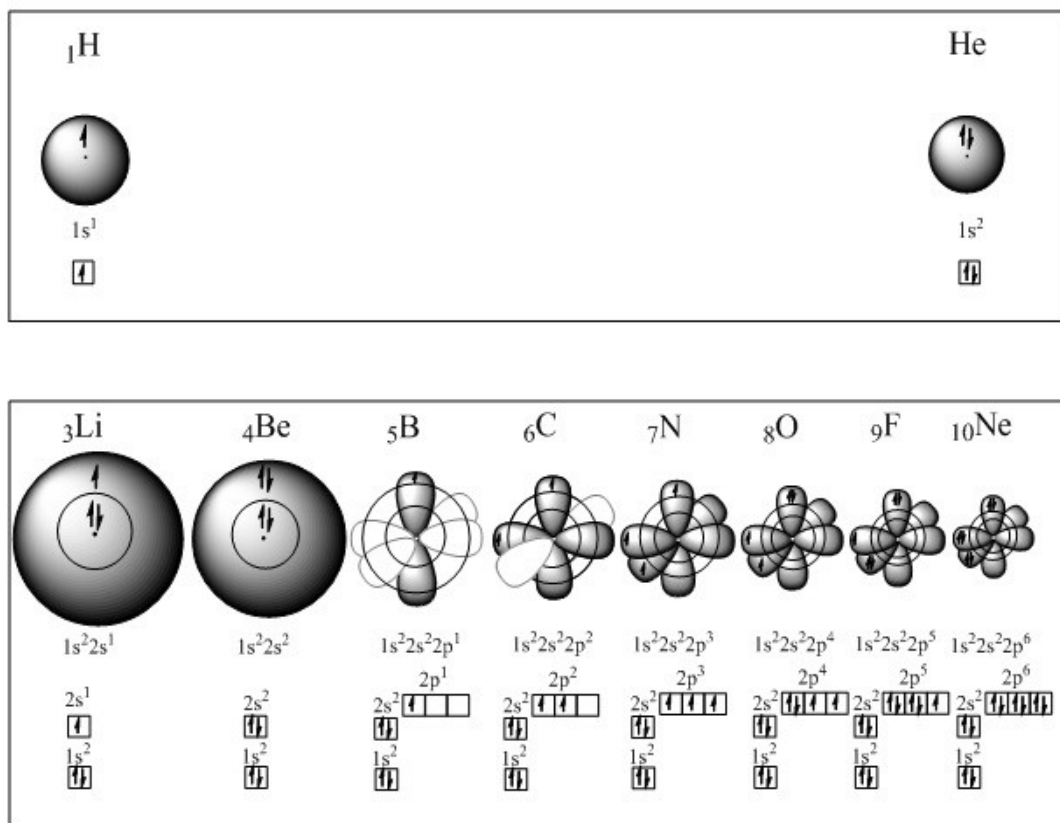 ₁H He
1s¹ 1s²
₃Li ₄Be ₅B ₆C ₇N ₈O ₉F ₁₀Ne
1s²2s¹ 1s²2s² 1s²2s²2p¹ 1s²2s²2p² 1s²2s²2p³ 1s²2s²2p⁴ 1s²2s²2p⁵ 1s²2s²2p⁶
2p¹ 2p² 2p³ 2p⁴ 2p⁵ 2p⁶
2s¹ 2s² 2s² 2s² 2s² 2s² 2s² 2s²
1s² 1s² 1s² 1s² 1s² 1s² 1s² 1s²